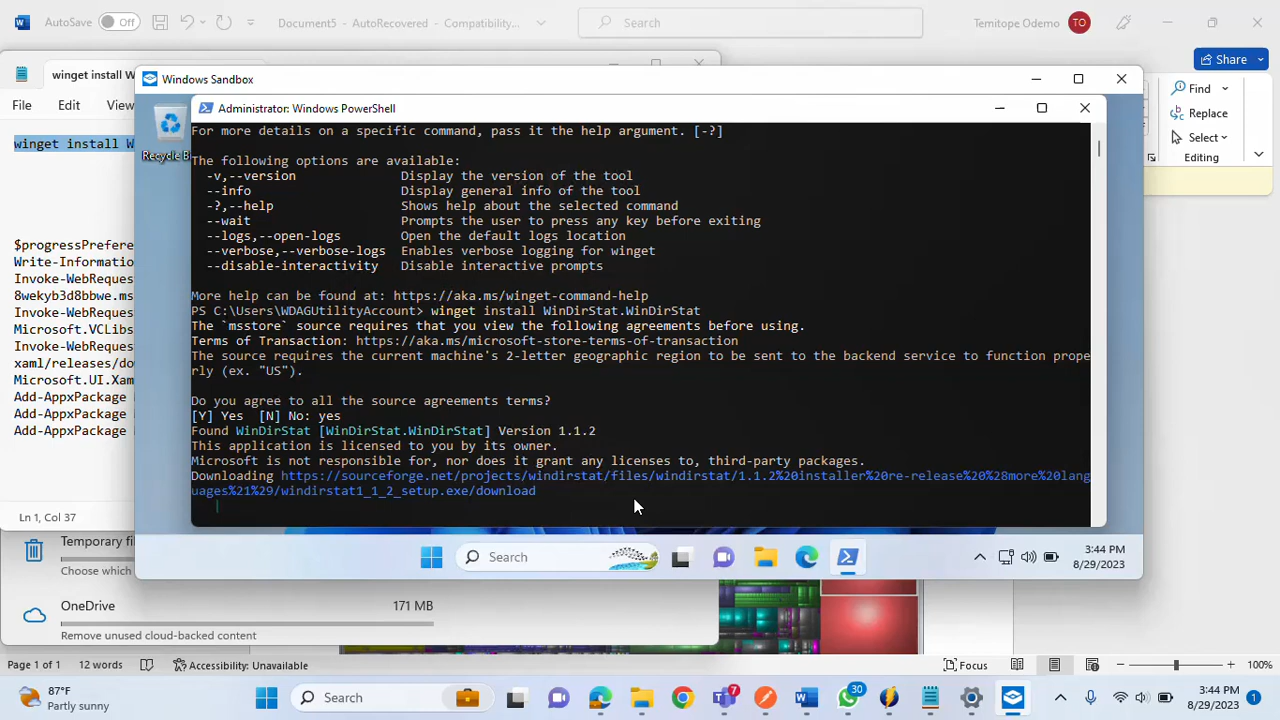 AutoSave Off Document5 • AutoRecovered - Compatibility... Search Temitope Odemo TO
winget install W
Share
File Edit View
Find
Replace
Select
Editing
winget install W
$progressPrefere
Write-Informatio
Invoke-WebReques
8wekyb3d8bbwe.ms
Invoke-WebReques
Microsoft.VCLibs
Invoke-WebReques
xaml/releases/do
Microsoft.UI.Xam
Add-AppxPackage
Add-AppxPackage
Add-AppxPackage
Ln 1, Col 37
Windows Sandbox
Recycle B
Administrator: Windows PowerShell
For more details on a specific command, pass it the help argument. [-?]
The following options are available:
-v,--version Display the version of the tool
--info Display general info of the tool
-?,--help Shows help about the selected command
--wait Prompts the user to press any key before exiting
--logs,--open-logs Open the default logs location
--verbose,--verbose-logs Enables verbose logging for winget
--disable-interactivity Disable interactive prompts
More help can be found at: https://aka.ms/winget-command-help
PS C:\Users\WDAGUtilityAccount> winget install WinDirStat.WinDirStat
The `msstore` source requires that you view the following agreements before using.
Terms of Transaction: https://aka.ms/microsoft-store-terms-of-transaction
The source requires the current machine's 2-letter geographic region to be sent to the backend service to function prope
rly (ex. "US").
Do you agree to all the source agreements terms?
[Y] Yes [N] No: yes
Found WinDirStat [WinDirStat.WinDirStat] Version 1.1.2
This application is licensed to you by its owner.
Microsoft is not responsible for, nor does it grant any licenses to, third-party packages.
Downloading https://sourceforge.net/projects/windirstat/files/windirstat/1.1.2%20installer%20re-release%20%28more%20lang
uages%21%29/windirstat1_1_2_setup.exe/download
Search
3:44 PM
8/29/2023
Temporary fi
Choose which
OneDrive 171 MB
Remove unused cloud-backed content
Page 1 of 1 12 words Accessibility: Unavailable Focus 100%
87°F
Partly sunny
Search
7
30
3:44 PM
8/29/2023
1